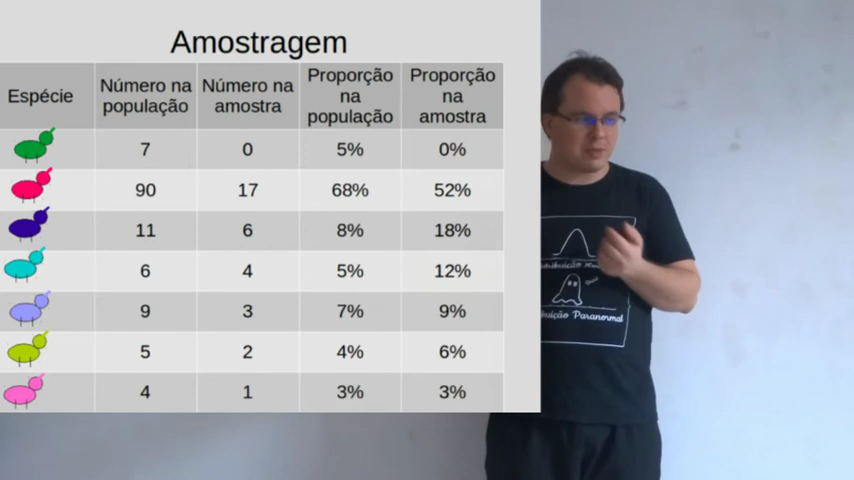 Amostragem
Espécie
Número na
população
Número na
amostra
Proporção
na
população
Proporção
na
amostra
7 0 5% 0%
90 17 68% 52%
11 6 8% 18%
6 4 5% 12%
9 3 7% 9%
5 2 4% 6%
4 1 3% 3%
Paranormal